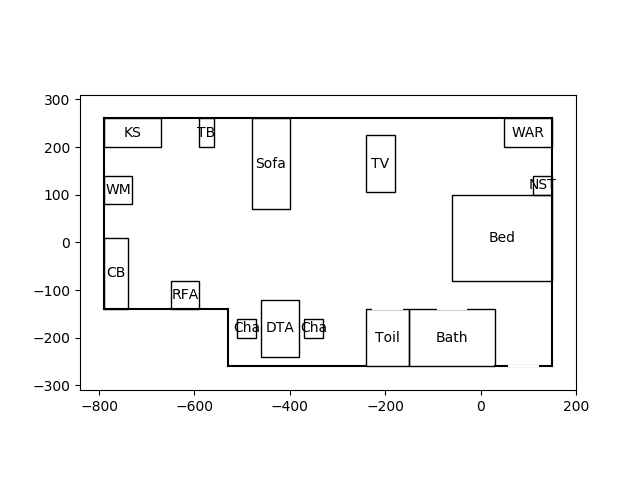 300
200
100
0
−100
−200
−300
KS
TB
Sofa
TV
WAR
WM
NST
Bed
CB
RFA
Cha
DTA
Cha
Toil
Bath
−800
−600
−400
−200
0
200